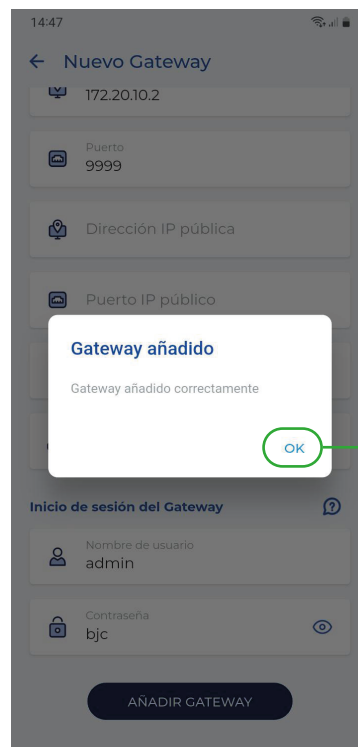 14:47
Nuevo Gateway
172.20.10.2
Puerto
9999
Dirección IP pública
Puerto IP público
Gateway añadido
Gateway añadido correctamente
OK
Inicio de sesión del Gateway
Nombre de usuario
admin
Contraseña
bjc
AÑADIR GATEWAY